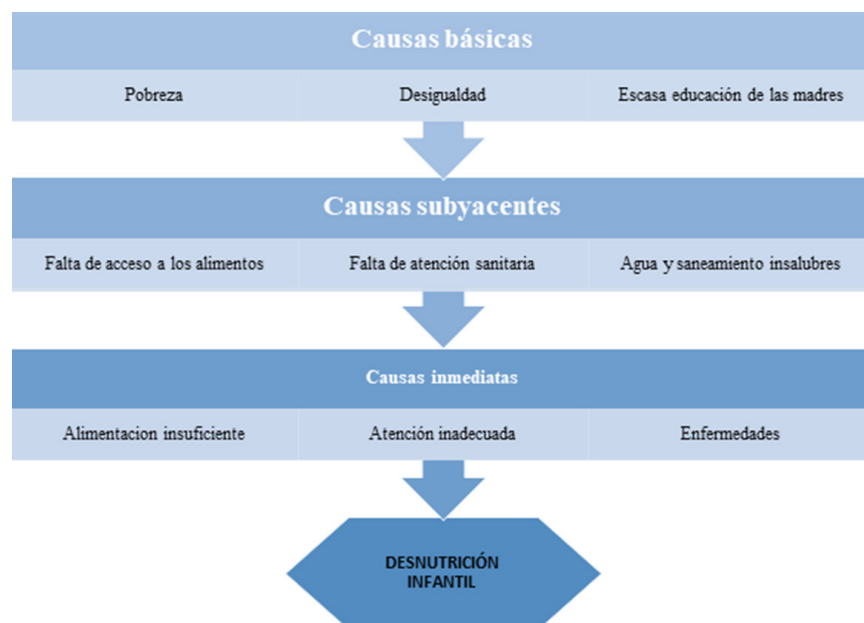 Causas básicas
Pobreza
Desigualdad
Escasa educación de las madres
Causas subyacentes
Falta de acceso a los alimentos
Falta de atención sanitaria
Agua y saneamiento insalubres
Causas inmediatas
Alimentacion insuficiente
Atención inadecuada
Enfermedades
DESNUTRICIÓN
INFANTIL